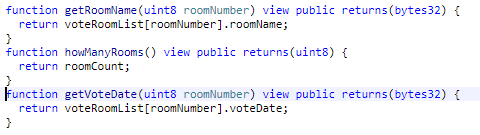 function getRoomName(uint8 roomNumber) view public returns(bytes32) {
  return voteRoomList[roomNumber].roomName;
}
function howManyRooms() view public returns(uint8) {
  return roomCount;
}
function getVoteDate(uint8 roomNumber) view public returns(bytes32) {
  return voteRoomList[roomNumber].voteDate;
}